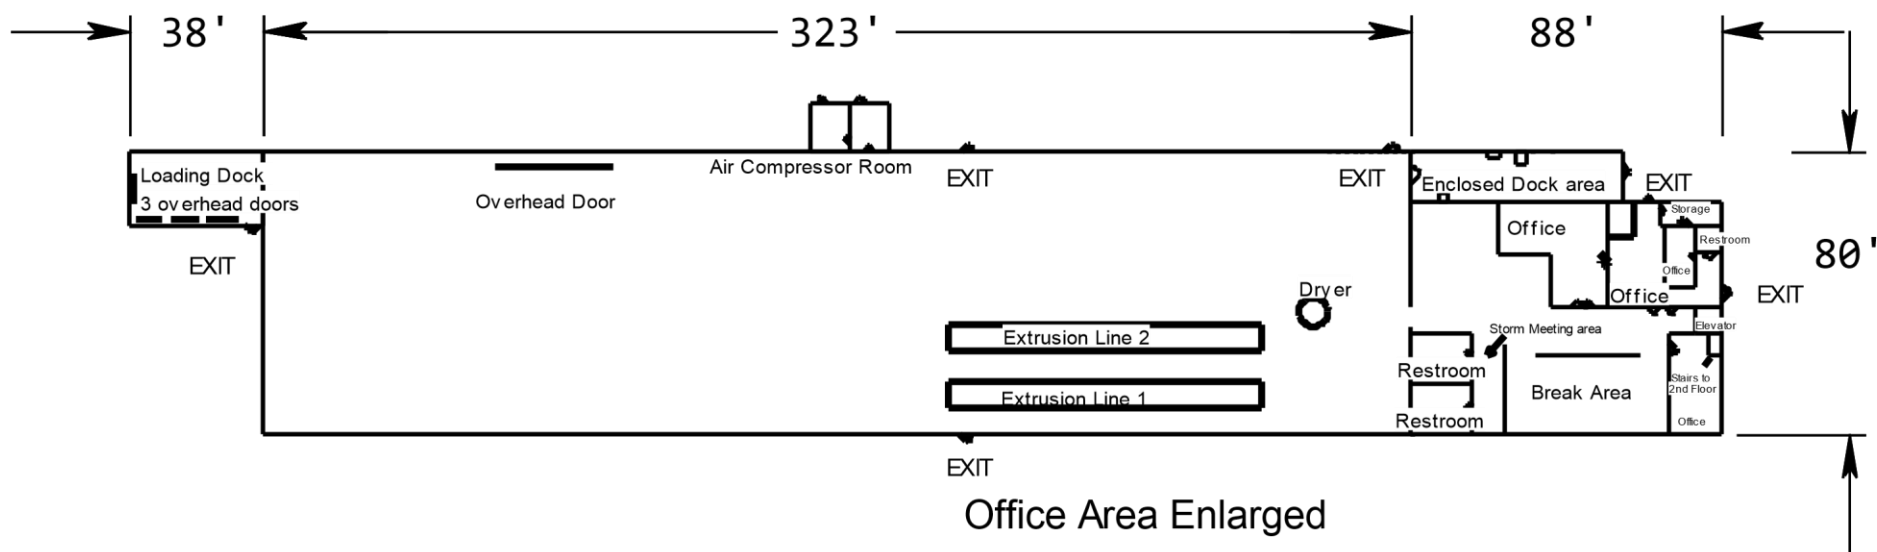 38'
323'
88'
Loading Dock
3 overhead doors
EXIT
Overhead Door
Air Compressor Room
EXIT
EXIT
Enclosed Dock area
EXIT
Storage
Office
Restroom
Office
Office
80'
EXIT
Dryer
Extrusion Line 2
Storm Meeting area
Elevator
Restroom
Extrusion Line 1
Break Area
Stairs to
2nd Floor
Restroom
Office
EXIT
Office Area Enlarged